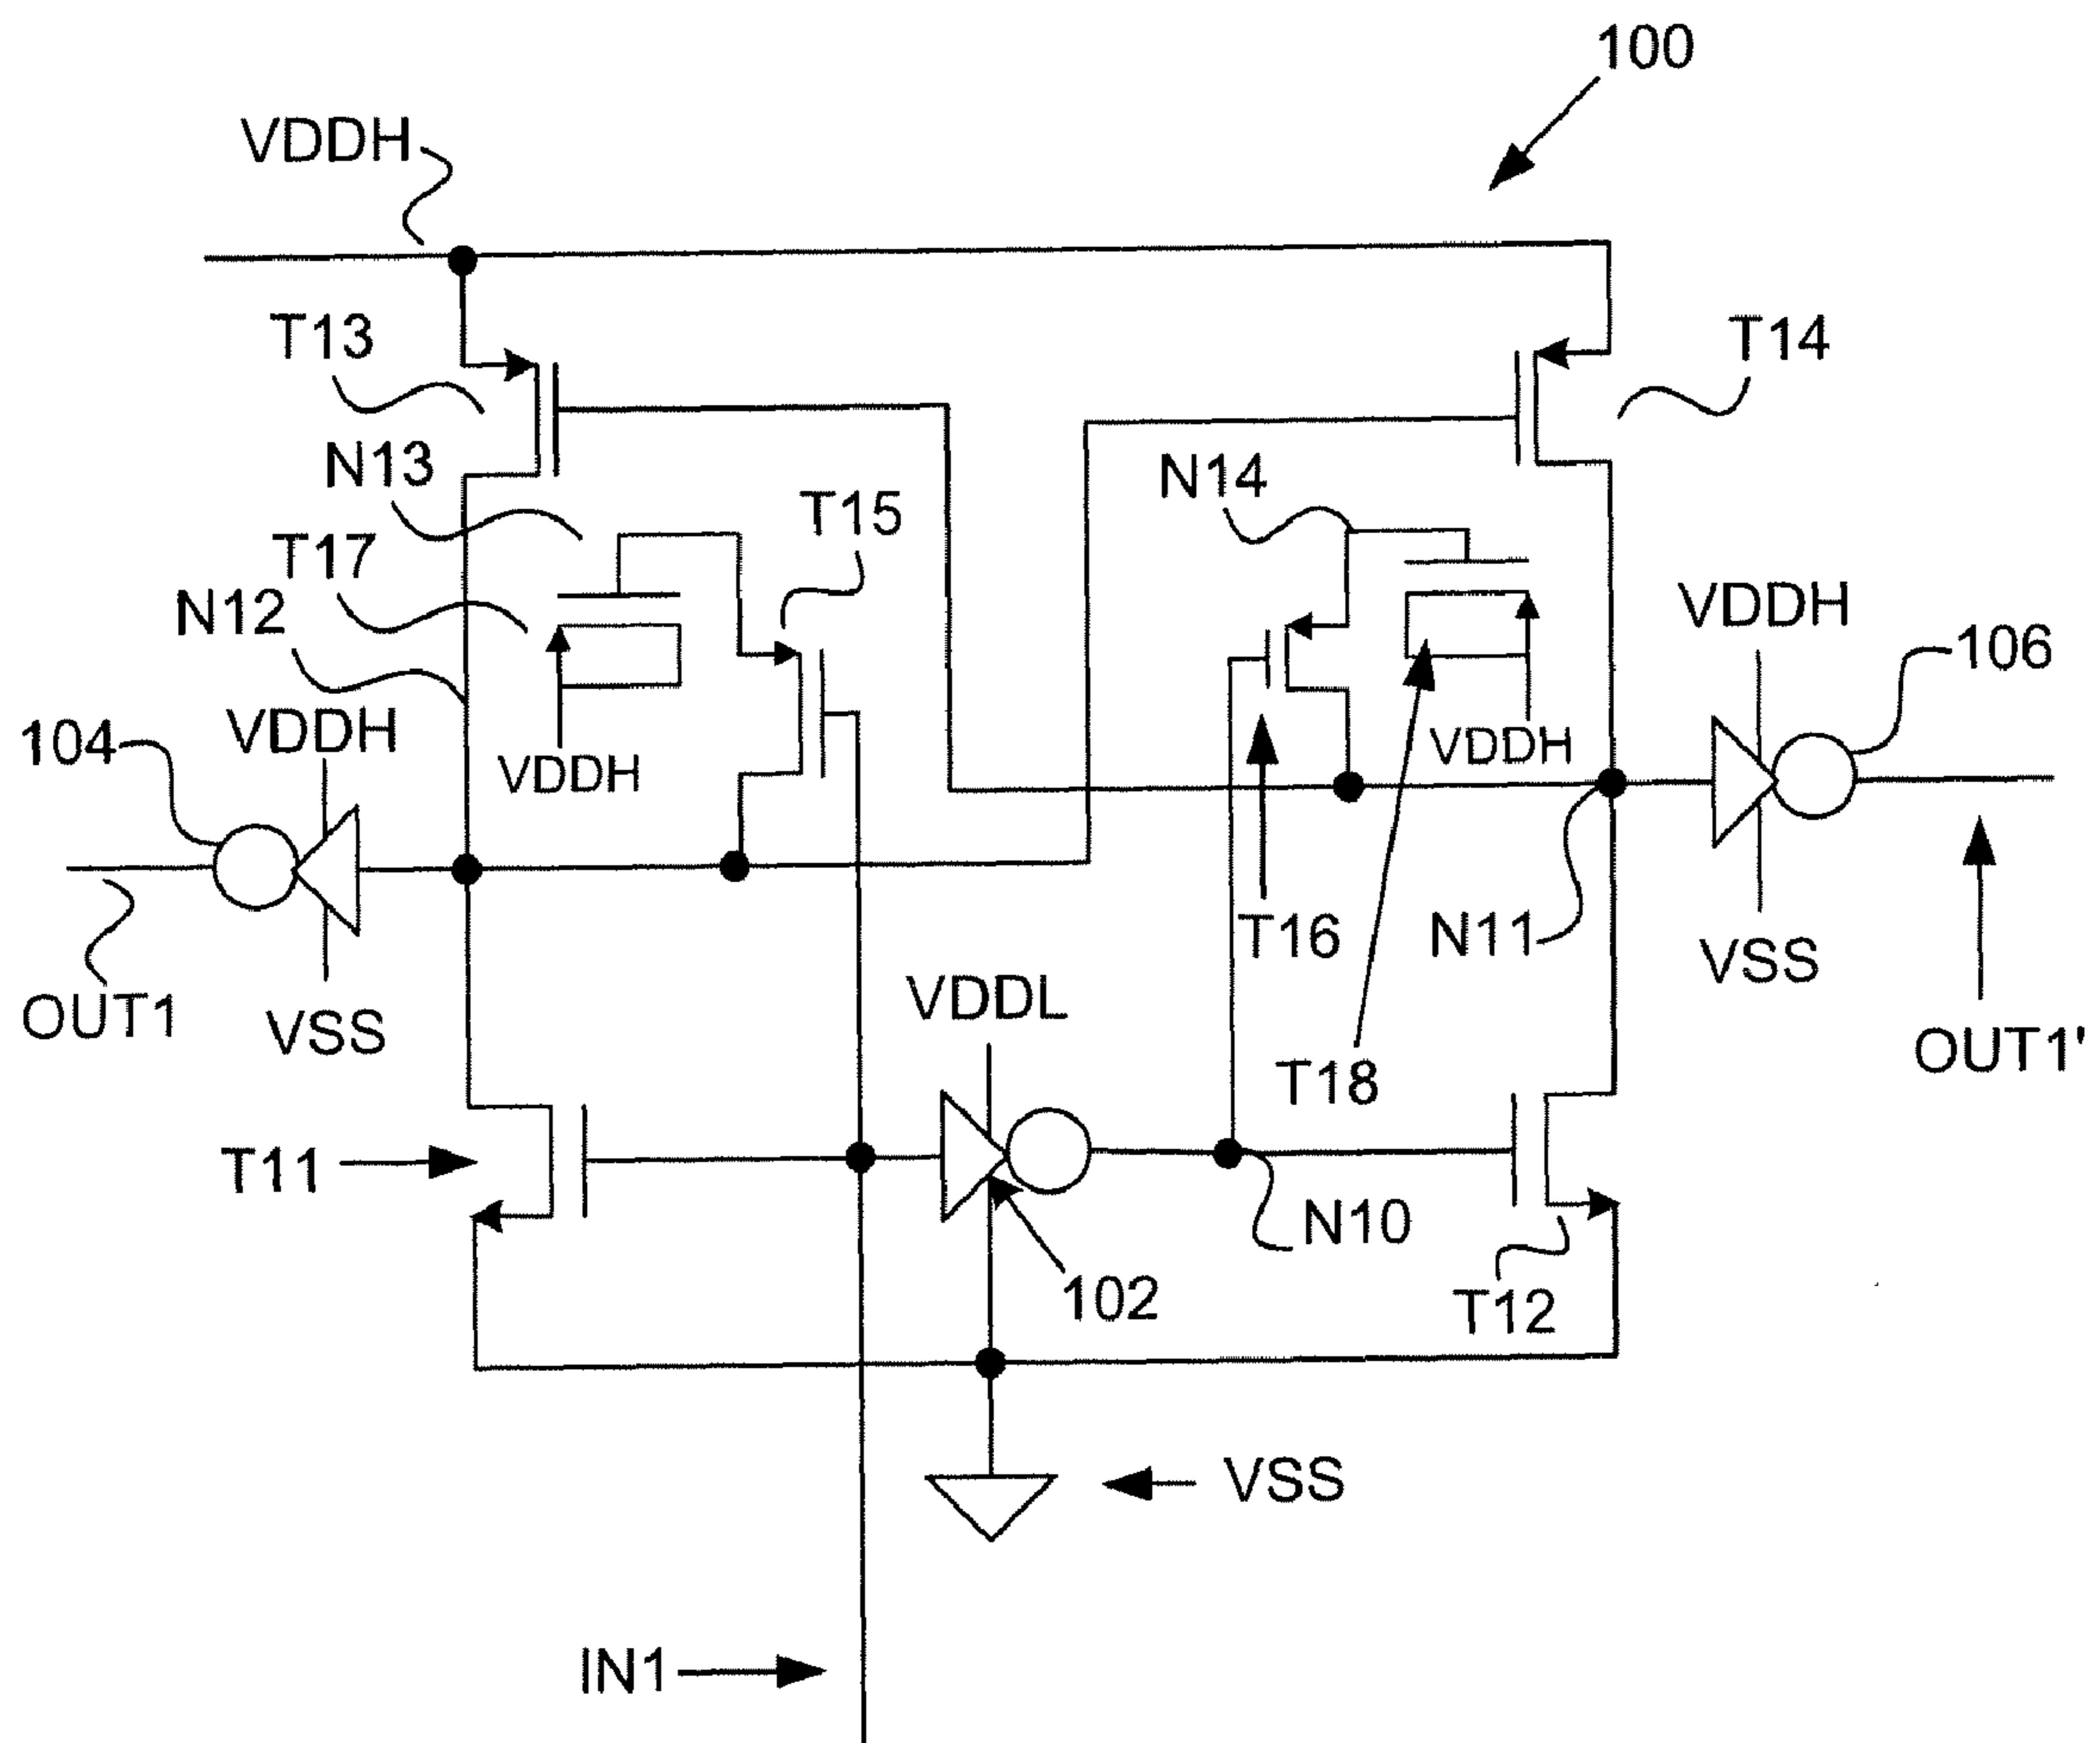 100
VDDH
T13
T14
N13
N14
T15
T17
N12
VDDH
VDDH
104
106
VDDH
VDDH
T16
N11
OUT1
VSS
VDDL
VSS
OUT1'
T18
T11
N10
102
T12
VSS
IN1